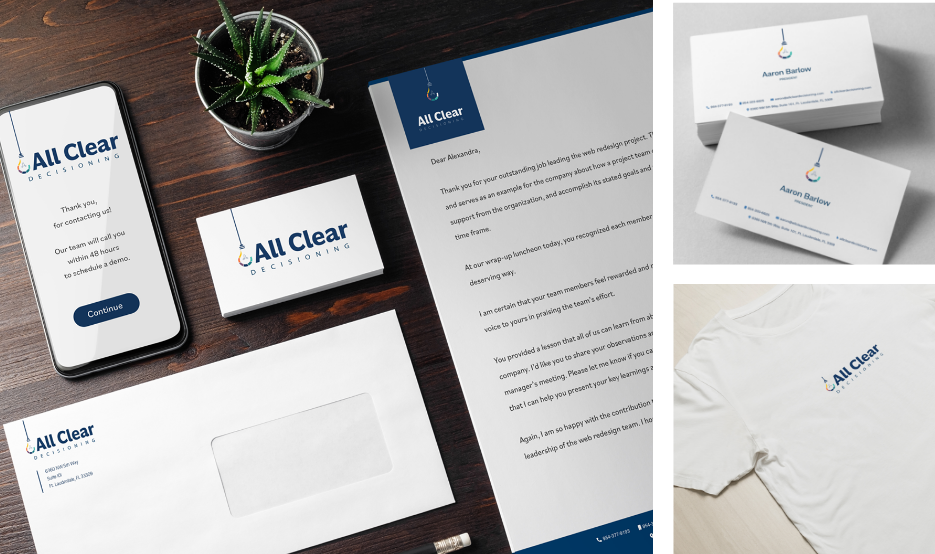 All Clear
DECISIONING
Thank you,
for contacting us!
Our team will call you
within 48 hours
to schedule a demo.
Continue
All Clear
DECISIONING
All Clear
DECISIONING
Ft. Lauderdale, FL
All Clear
DECISIONING
Dear Alexandra,
Thank you for your outstanding job leading the web redesign project.
and serves as an example for the company about how a project team
support from the organization, and accomplish its stated goals and
time frame.
At our wrap-up luncheon today, you recognized each member
deserving way.
I am certain that your team members feel rewarded and
voice to yours in praising the team's effort.
You provided a lesson that all of us can learn from
company. I'd like you to share your observations
manager's meeting. Please let me know if you
that I can help you present your key learnings
Again, I am so happy with the contribution
leadership of the web redesign team. I
Aaron Barlow
PRESIDENT
Aaron Barlow
PRESIDENT
All Clear
DECISIONING